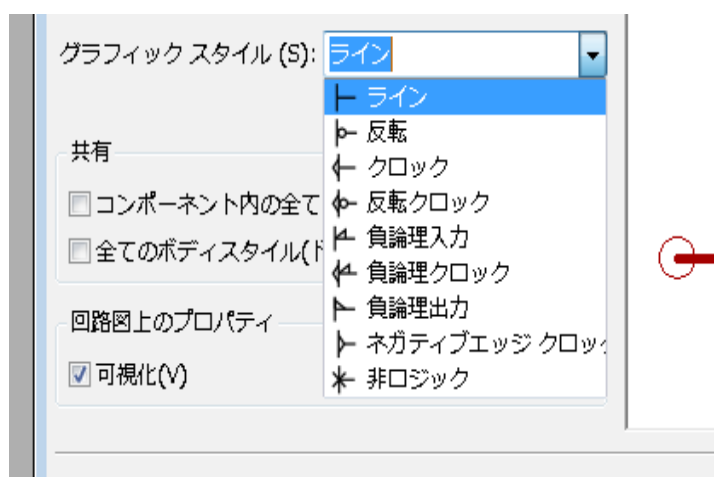 グラフィック スタイル (S): ライン
ライン
反転
クロック
反転クロック
負論理入力
負論理クロック
負論理出力
ネガティブエッジ クロッ
非ロジック
共有
コンポーネント内の全て
全てのボディスタイル(
回路図上のプロパティ
可視化(V)